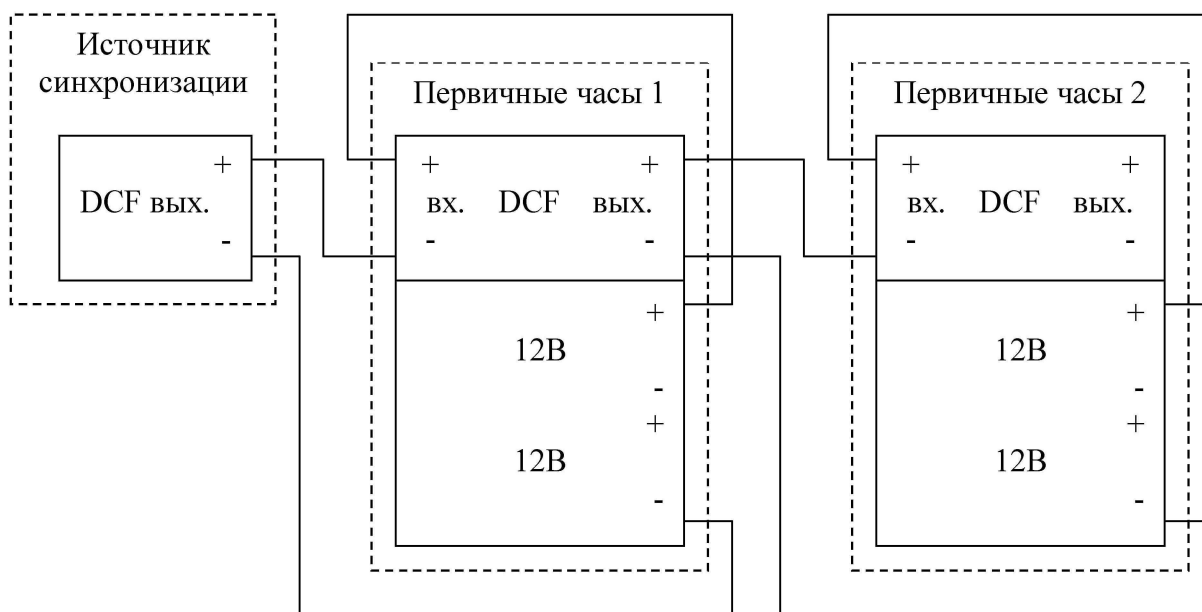 Источник
синхронизации
Первичные часы 1
Первичные часы 2
+
DCF вых.
-
+ +
вх. DCF вых.
- -
+
12В
-
+
12В
-
+ +
вх. DCF вых.
- -
+
12В
-
+
12В
-